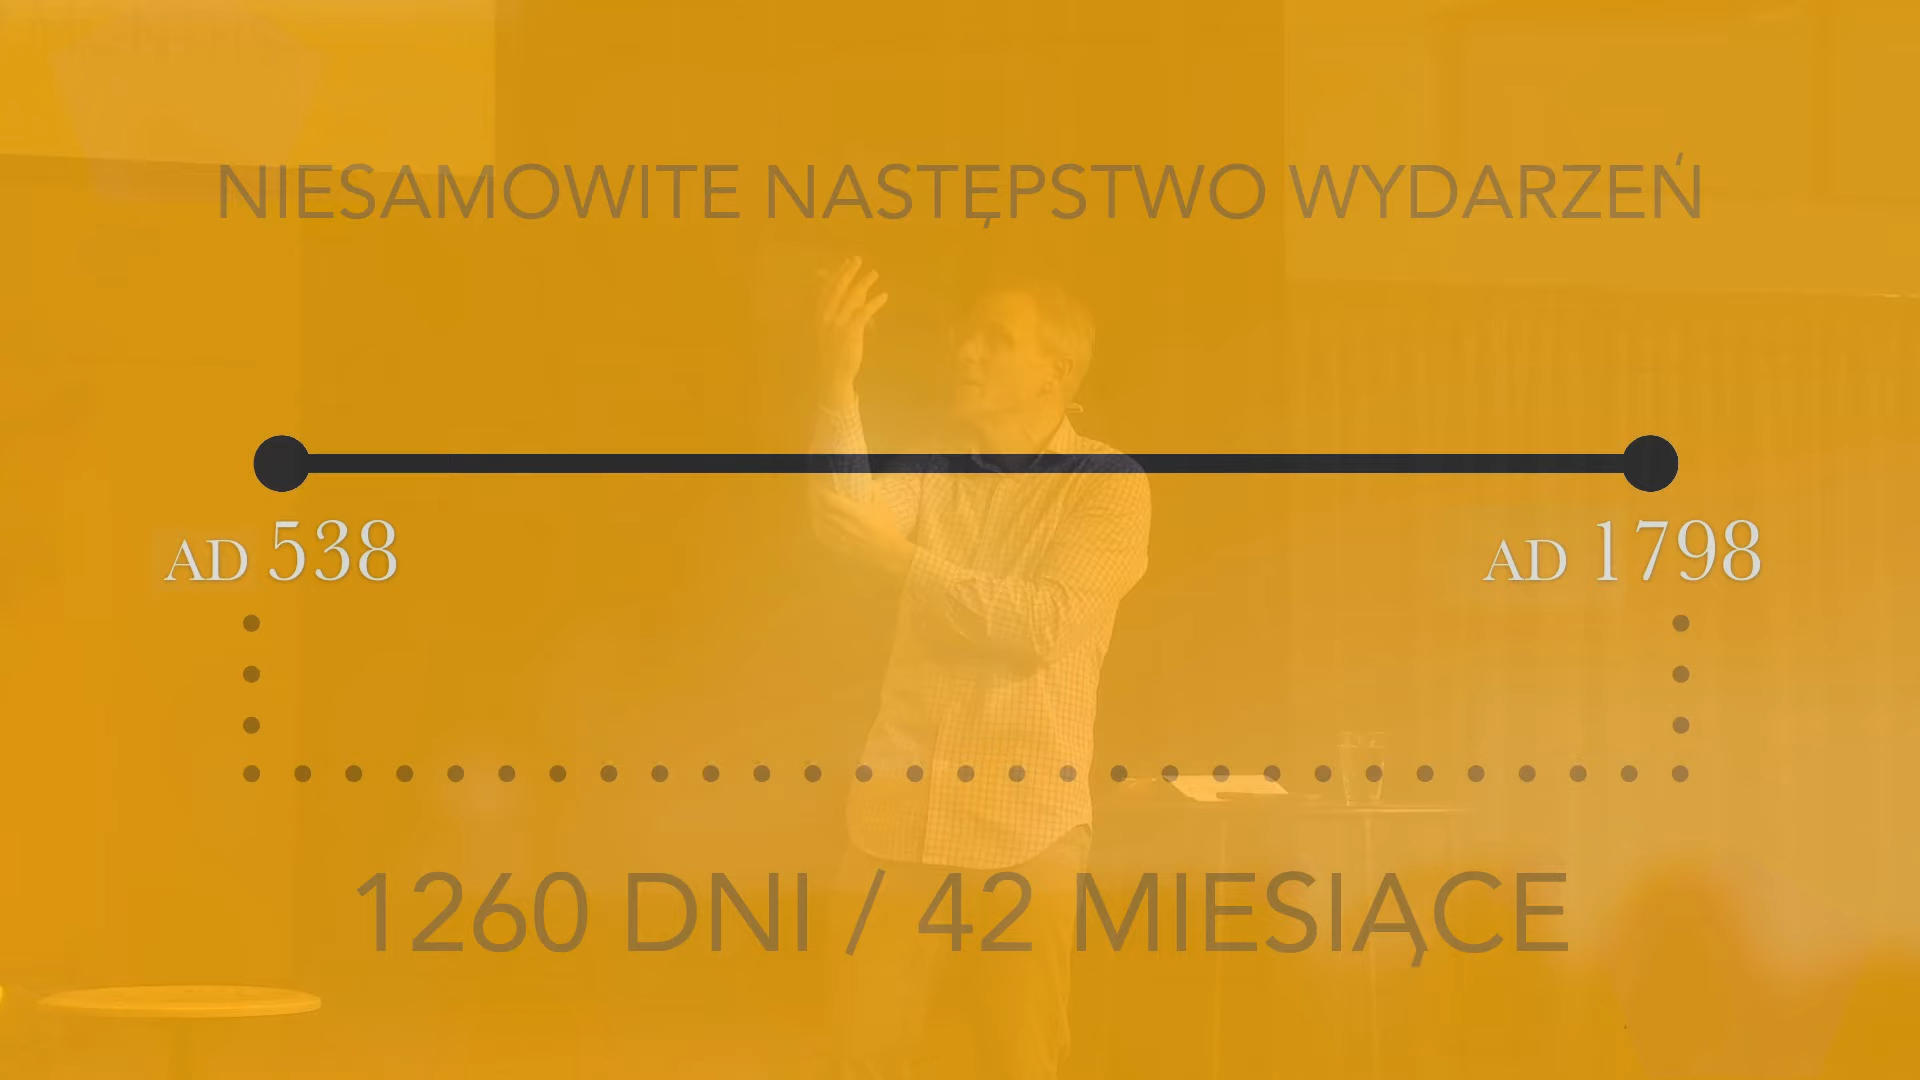 NIESAMOWITE NASTĘPSTWO WYDARZEŃ
AD 538
AD 1798
1260 DNI / 42 MIESIĄCE